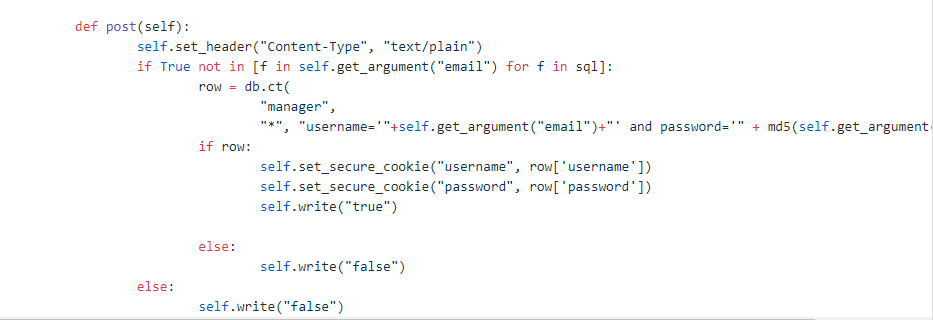 def post(self):
self.set_header("Content-Type", "text/plain")
if True not in [f in self.get_argument("email") for f in sql]:
row = db.ct(
"manager",
"*", "username='"+self.get_argument("email")+"' and password='" + md5(self.get_argument(
if row:
self.set_secure_cookie("username", row['username'])
self.set_secure_cookie("password", row['password'])
self.write("true")
else:
self.write("false")
else:
self.write("false")